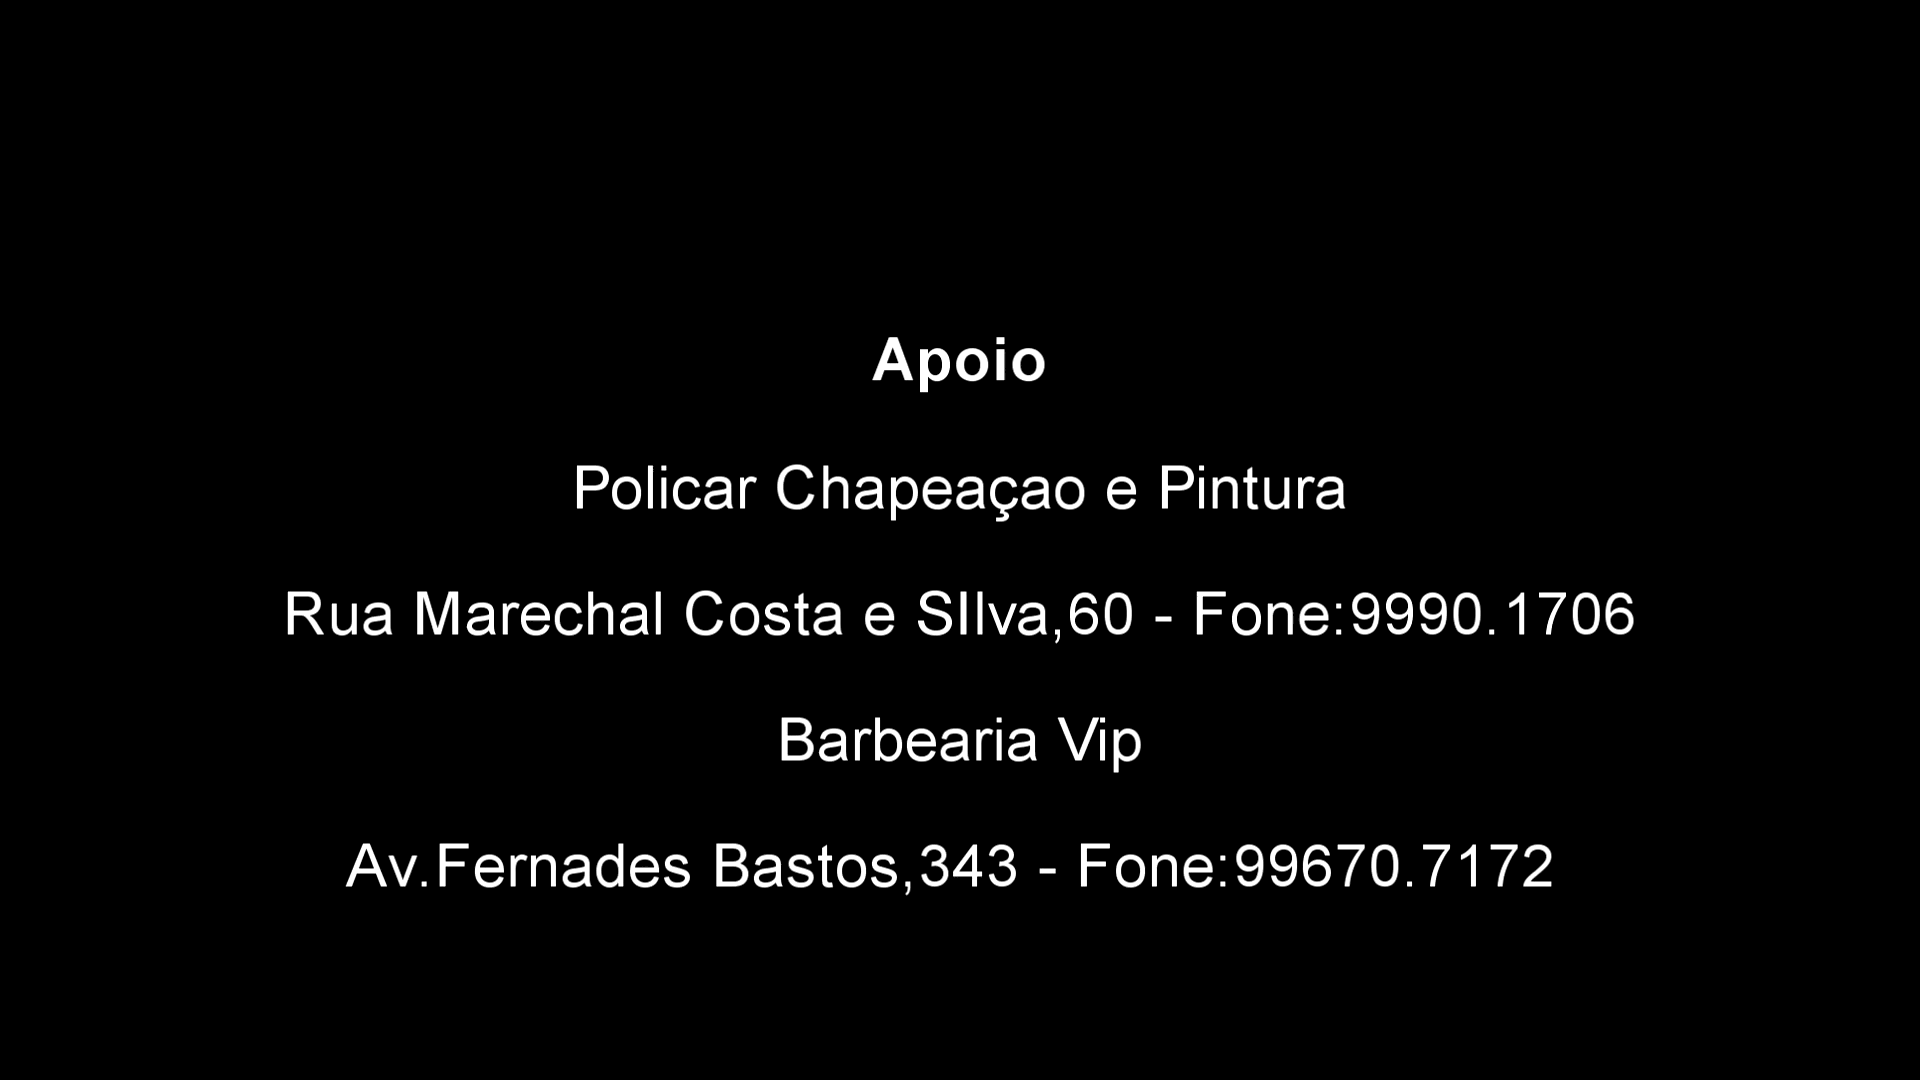 Apoio
Policar Chapeaçao e Pintura
Rua Marechal Costa e SIlva,60 - Fone:9990.1706
Barbearia Vip
Av.Fernades Bastos,343 - Fone:99670.7172